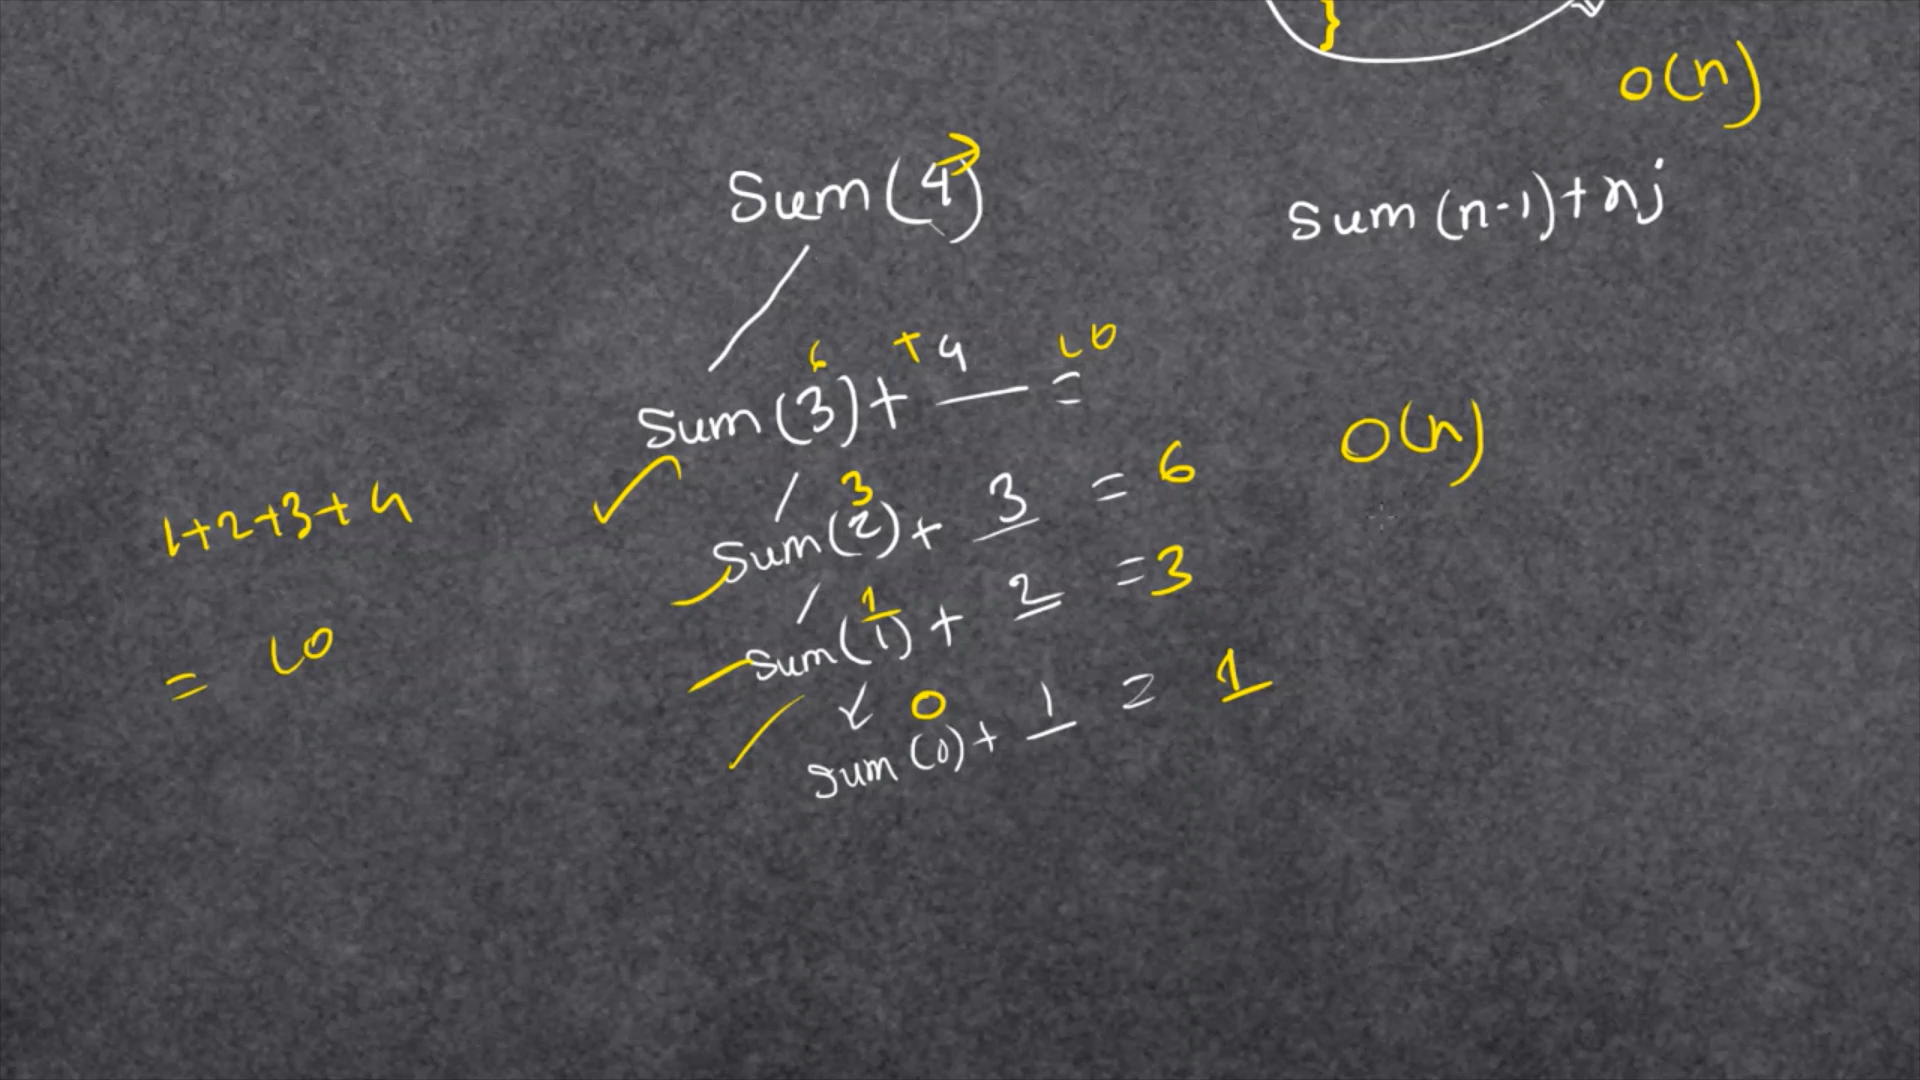 }
O(n)
Sum(4)
Sum(n-1)+n;
6 + 4 10
Sum(3)+ =
O(n)
3
Sum(2)+ 3 = 6
1+2+3+4
1
Sum(1)+ 2 =3
= 10
0
Sum(0)+ 1 = 1